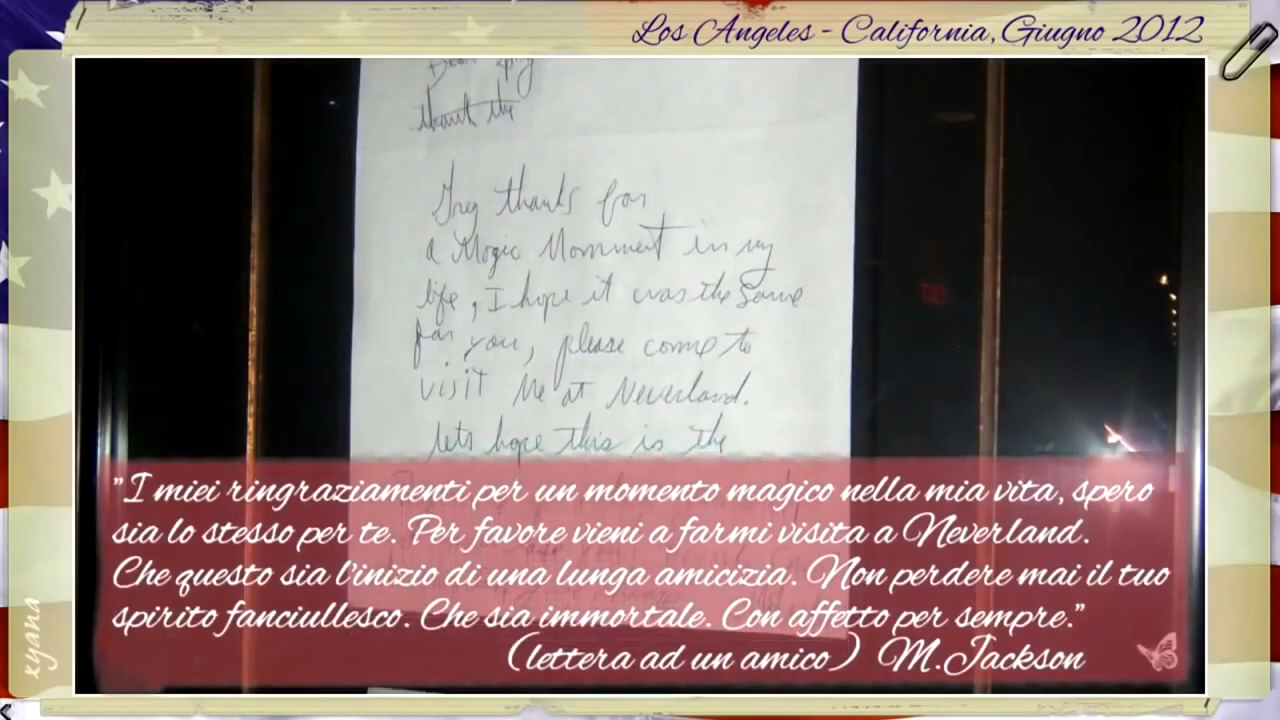 Los Angeles - California, Giugno 2012
thank the
Greg thanks for
a Magic Momment in my
life, I hope it was the Same
for you, please come to
visit Me at Neverland.
lets hope this is the
"I miei ringraziamenti per un momento magico nella mia vita, spero
sia lo stesso per te. Per favore vieni a farmi visita a Neverland.
Che questo sia l'inizio di una lunga amicizia. Non perdere mai il tuo
spirito fanciullesco. Che sia immortale. Con affetto per sempre."
(lettera ad un amico) M.Jackson
xyana